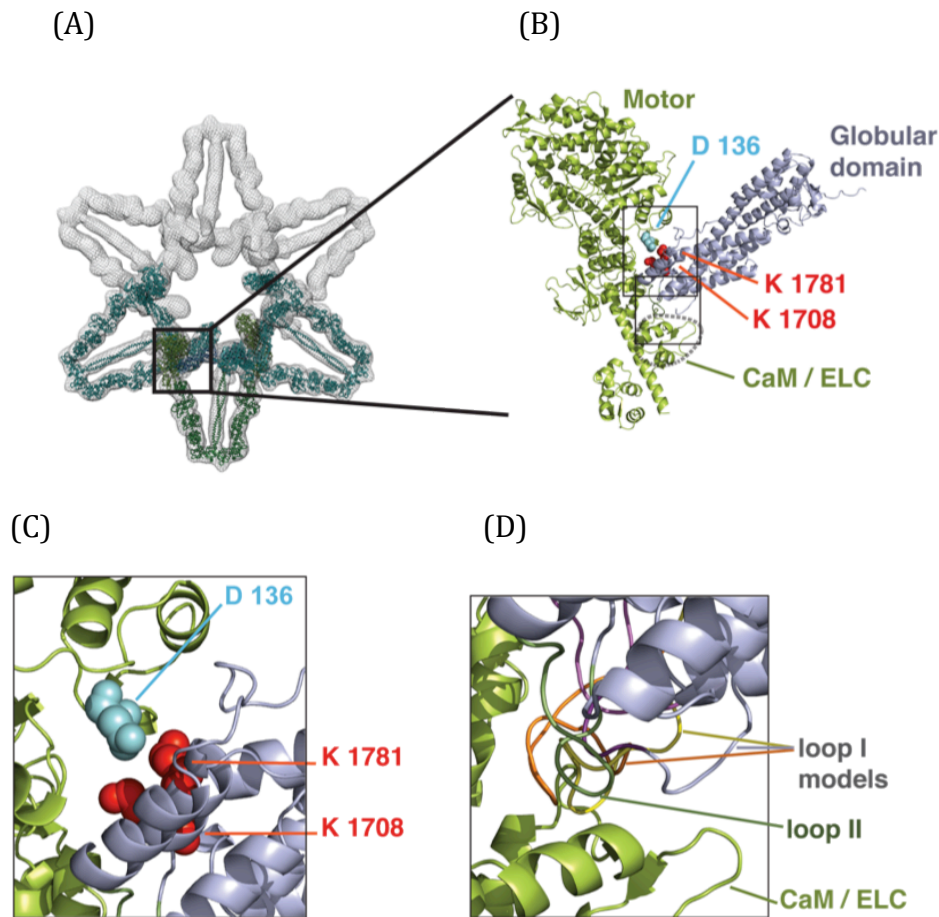 (A)
(B)
Motor
D 136
Globular
domain
K 1781
K 1708
CaM / ELC
(C)
D 136
K 1781
K 1708
(D)
loop I
models
loop II
CaM / ELC